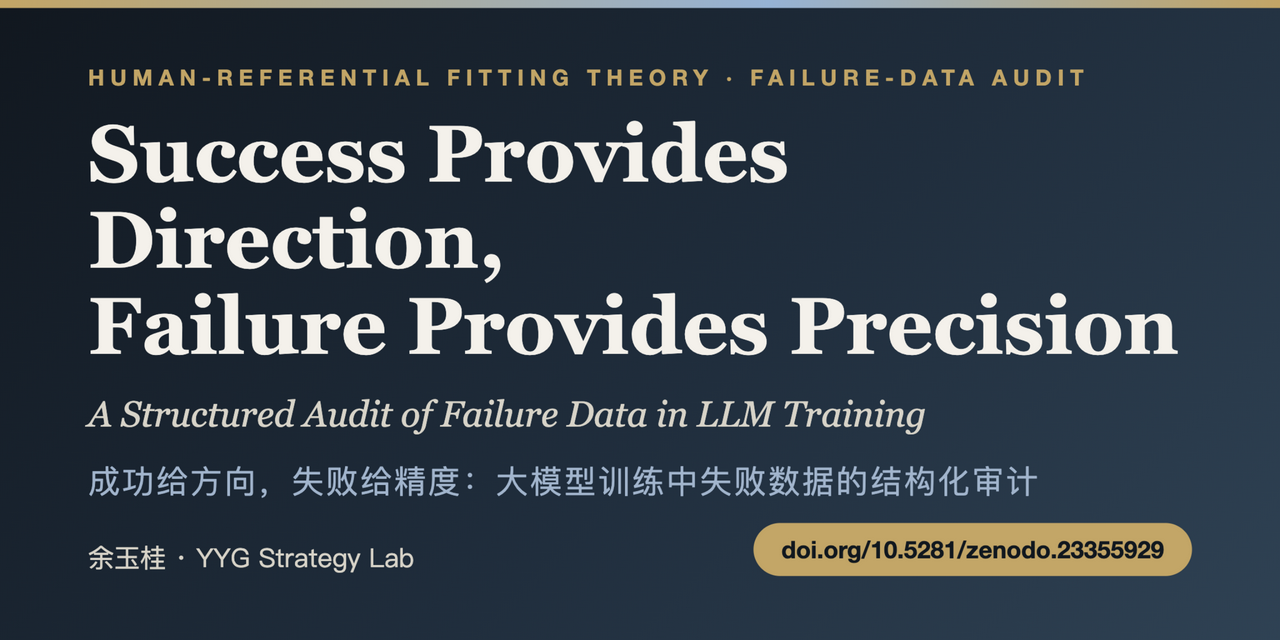 HUMAN-REFERENTIAL FITTING THEORY · FAILURE-DATA AUDIT
Success Provides
Direction,
Failure Provides Precision
A Structured Audit of Failure Data in LLM Training
成功给方向，失败给精度：大模型训练中失败数据的结构化审计
余玉桂 · YYG Strategy Lab
doi.org/10.5281/zenodo.23355929